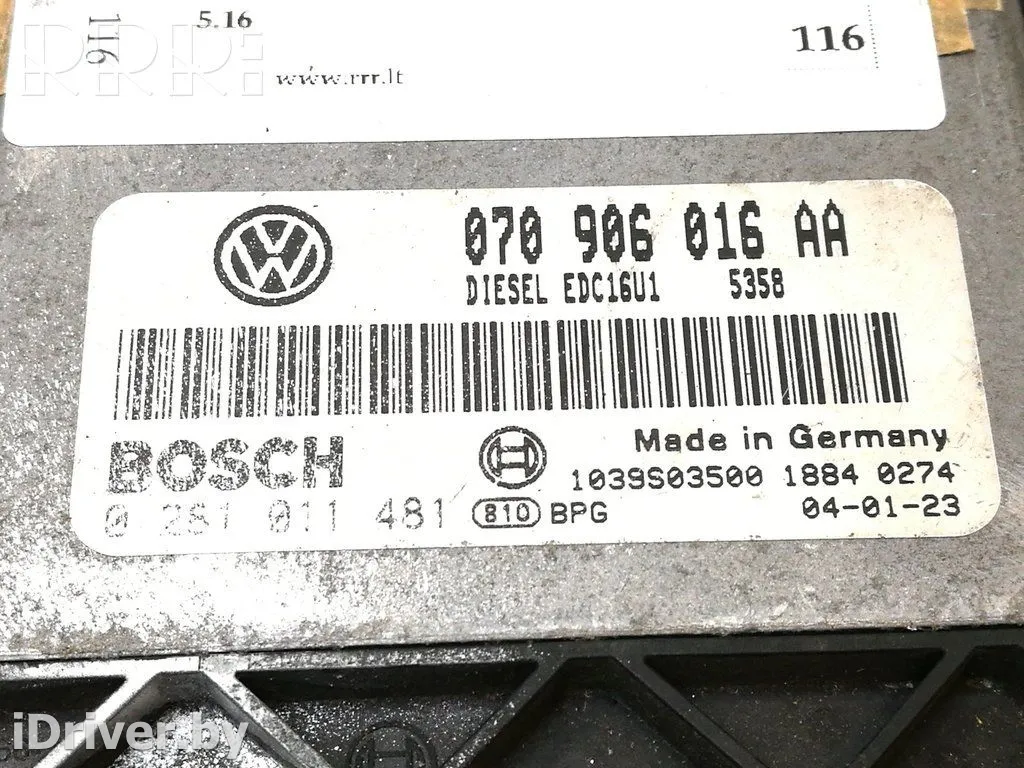 5.16
116
116
RRR
www.rrr.lt
070 906 016 AA
DIESEL EDC16U1 5358
BOSCH
Made in Germany
1039S03500 1884 0274
0 281 011 481 810 BPG 04-01-23
iDriver.by